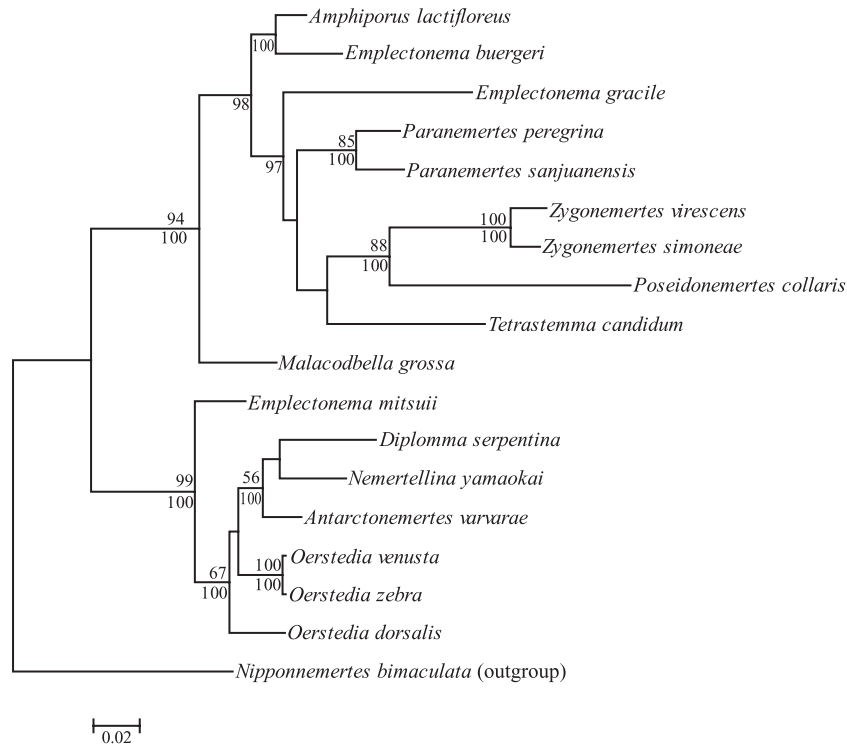 Amphiporus lactifloreus
100
Emplectonema buergeri
Emplectonema gracile
98
Paranemertes peregrina
85
100
97
Paranemertes sanjuanensis
Zygonemertes virescens
100
100
94
100
Zygonemertes simoneae
88
100
Poseidonemertes collaris
Tetrastemma candidum
Malacodbella grossa
Emplectonema mitsuii
Diplomma serpentina
99
100
56
100
Nemertellina yamaokai
Antarctonemertes varvarae
Oerstedia venusta
100
100
67
100
Oerstedia zebra
Oerstedia dorsalis
Nipponnemertes bimaculata (outgroup)
0.02